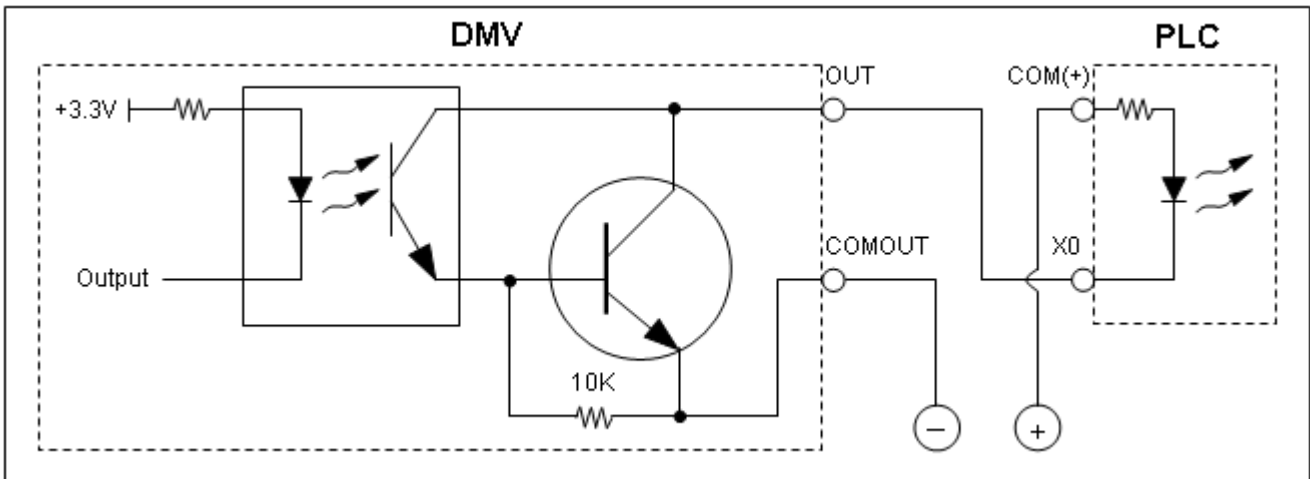 DMV
PLC
OUT
COM(+)
+3.3V
COMOUT
X0
Output
10K
− +